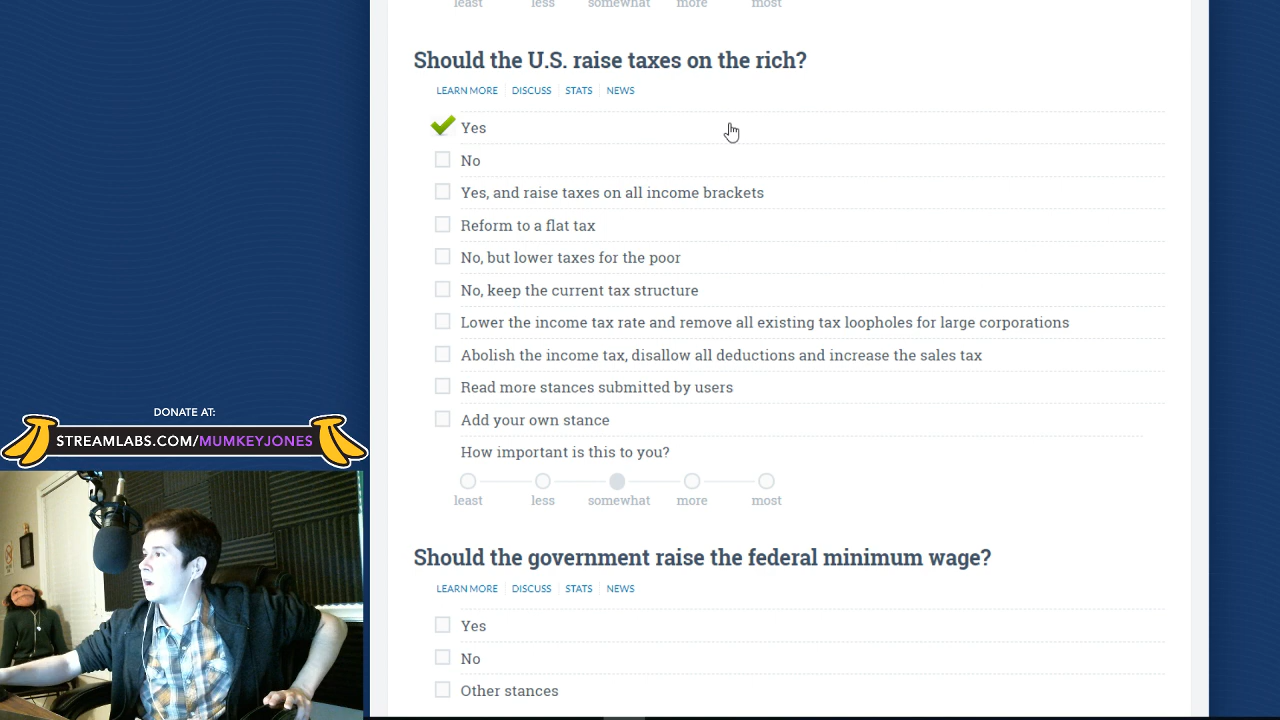 least less somewhat more most
Should the U.S. raise taxes on the rich?
LEARN MORE DISCUSS STATS NEWS
Yes
No
Yes, and raise taxes on all income brackets
Reform to a flat tax
No, but lower taxes for the poor
No, keep the current tax structure
Lower the income tax rate and remove all existing tax loopholes for large corporations
Abolish the income tax, disallow all deductions and increase the sales tax
Read more stances submitted by users
Add your own stance
How important is this to you?
least less somewhat more most
Should the government raise the federal minimum wage?
LEARN MORE DISCUSS STATS NEWS
Yes
No
Other stances
DONATE AT:
STREAMLABS.COM/MUMKEYJONES